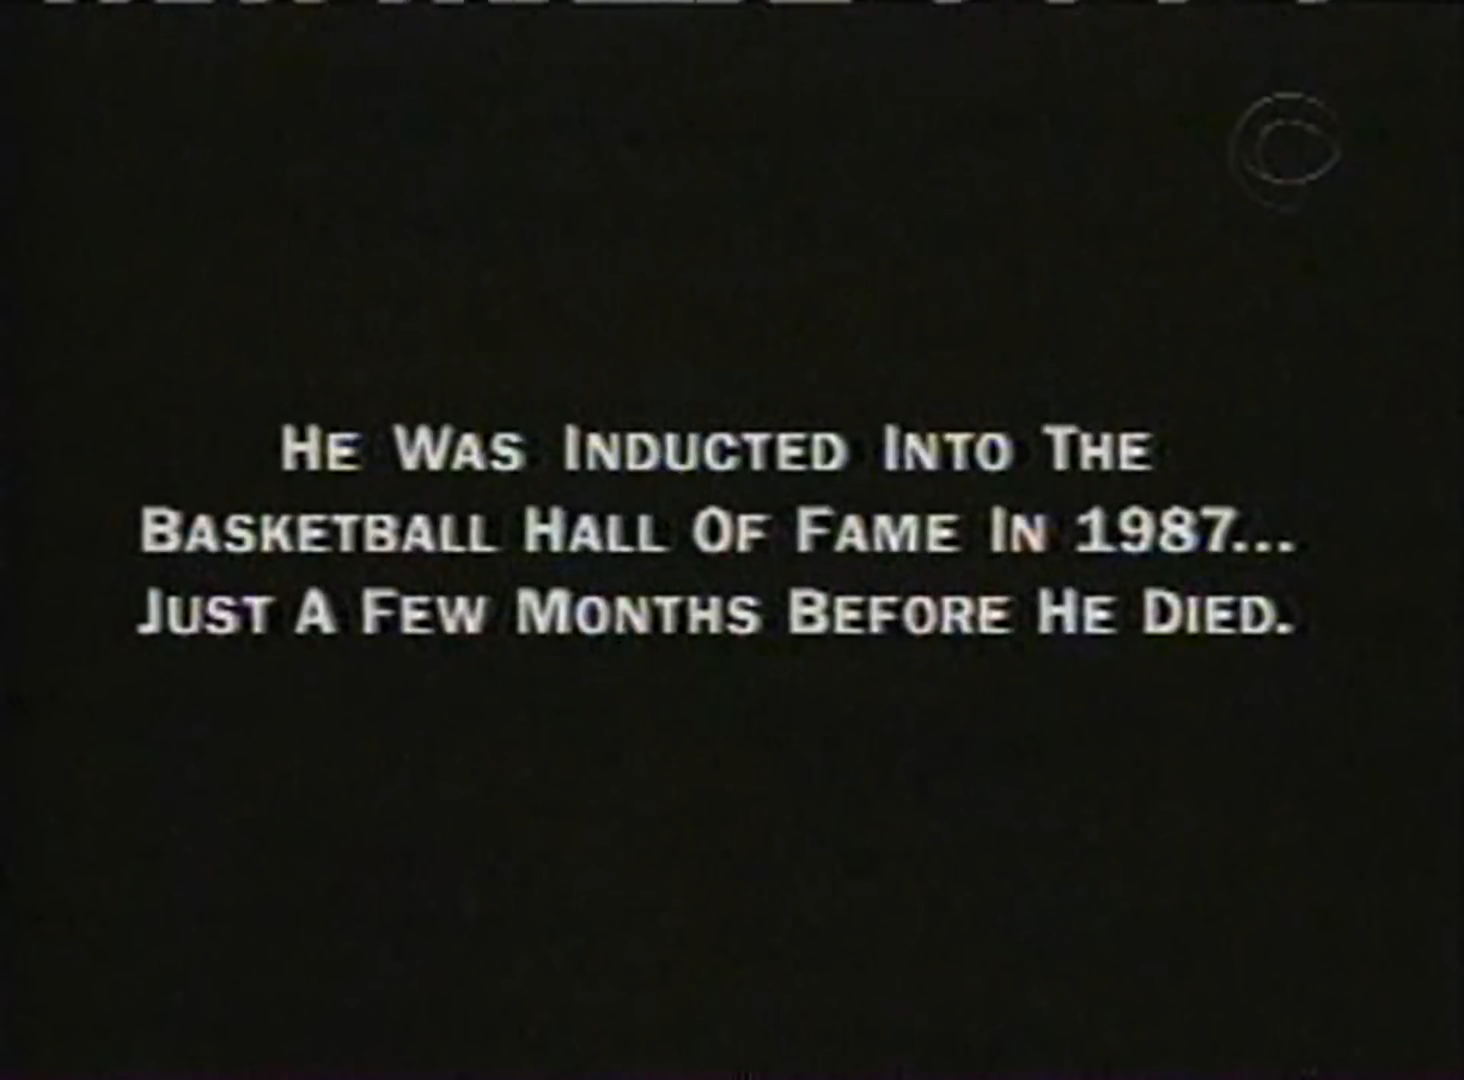 He Was Inducted Into The
Basketball Hall Of Fame In 1987...
Just A Few Months Before He Died.